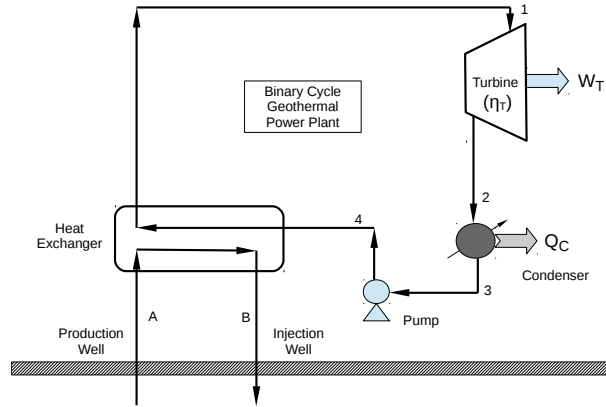 1
Turbine
(ηT)
WT
Binary Cycle
Geothermal
Power Plant
2
4
Heat
Exchanger
QC
Condenser
3
A
B
Production
Well
Injection
Well
Pump